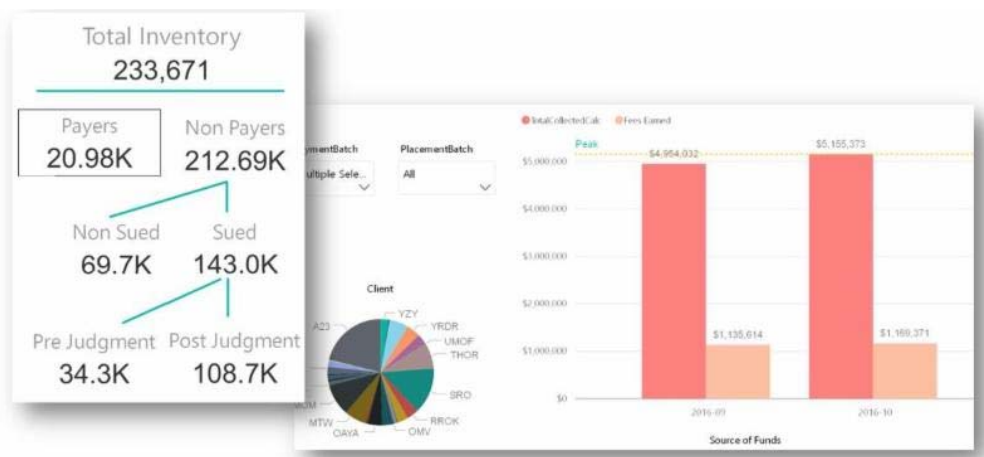 Total Inventory
233,671
Payers
20.98K
Non Payers
212.69K
Non Sued
69.7K
Sued
143.0K
Pre Judgment
34.3K
Post Judgment
108.7K
PlacementBatch
All
Client
YZY
YRDR
UMOF
THOR
SRO
RROK
OMV
OAYA
MTW
A23
TotalCollectedCalc
Fees Earned
Peak
$5,000,000
$4,000,000
$3,000,000
$2,000,000
$1,000,000
$0
$4,954,032
$5,155,373
$1,135,614
$1,169,371
2016-09
2016-10
Source of Funds